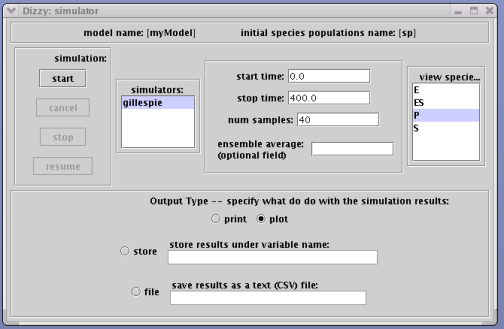 Dizzy: simulator
model name: [myModel] initial species populations name: [sp]
simulation:
start
cancel
stop
resume
simulators:
gillespie
start time: 0.0
stop time: 400.0
num samples: 40
ensemble average:
(optional field)
view specie...
E
ES
P
S
Output Type -- specify what do do with the simulation results:
print plot
store store results under variable name:
file save results as a text (CSV) file: